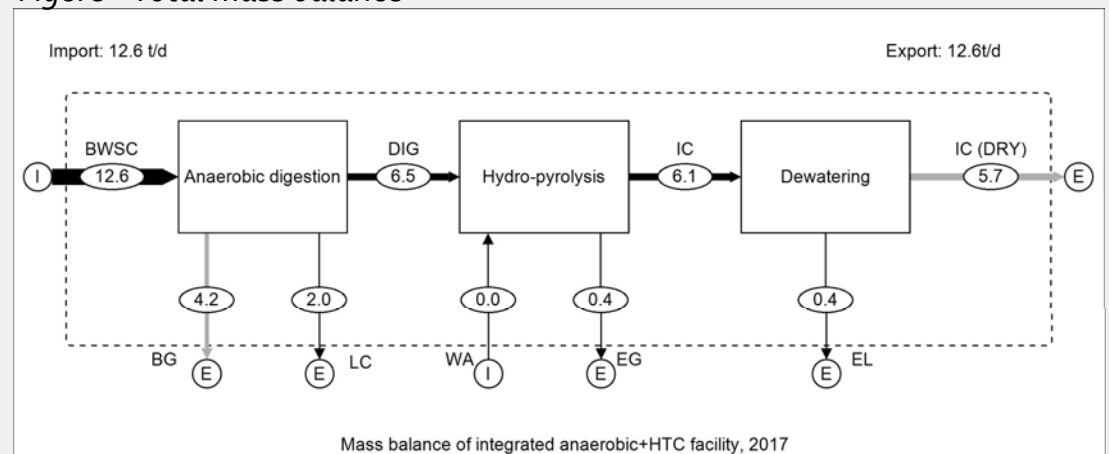 Figure - Total mass balance
Import: 12.6 t/d
Export: 12.6t/d
BWSC
DIG
IC
IC (DRY)
I
12.6
Anaerobic digestion
6.5
Hydro-pyrolysis
6.1
Dewatering
5.7
E
4.2
2.0
0.0
0.4
0.4
BG
E
E
LC
WA
I
E
EG
E
EL
Mass balance of integrated anaerobic+HTC facility, 2017